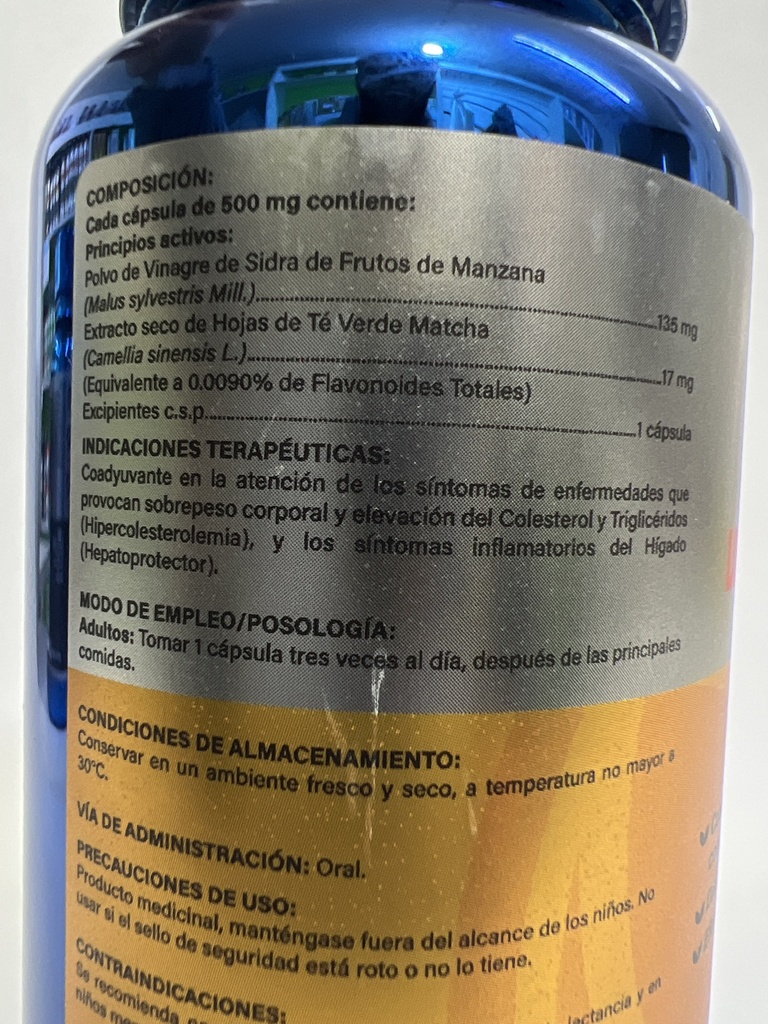 COMPOSICIÓN:
Cada cápsula de 500 mg contiene:
Principios activos:
Polvo de Vinagre de Sidra de Frutos de Manzana
(Malus sylvestris Mill.)..........135 mg
Extracto seco de Hojas de Té Verde Matcha
(Camellia sinensis L.)..........17 mg
(Equivalente a 0.0090% de Flavonoides Totales)
Excipientes c.s.p..........1 cápsula
INDICACIONES TERAPÉUTICAS:
Coadyuvante en la atención de los síntomas de enfermedades que
provocan sobrepeso corporal y elevación del Colesterol y Tríglicéridos
(Hipercolesterolemia), y los síntomas inflamatorios del Hígado
(Hepatoprotector).
MODO DE EMPLEO/POSOLOGÍA:
Adultos: Tomar 1 cápsula tres veces al día, después de las principales
comidas.
CONDICIONES DE ALMACENAMIENTO:
Conservar en un ambiente fresco y seco, a temperatura no mayor a
30°C.
VÍA DE ADMINISTRACIÓN: Oral.
PRECAUCIONES DE USO:
Producto medicinal, manténgase fuera del alcance de los niños. No
usar si el sello de seguridad está roto o no lo tiene.
CONTRAINDICACIONES:
Se recomienda lactancia y en
niños